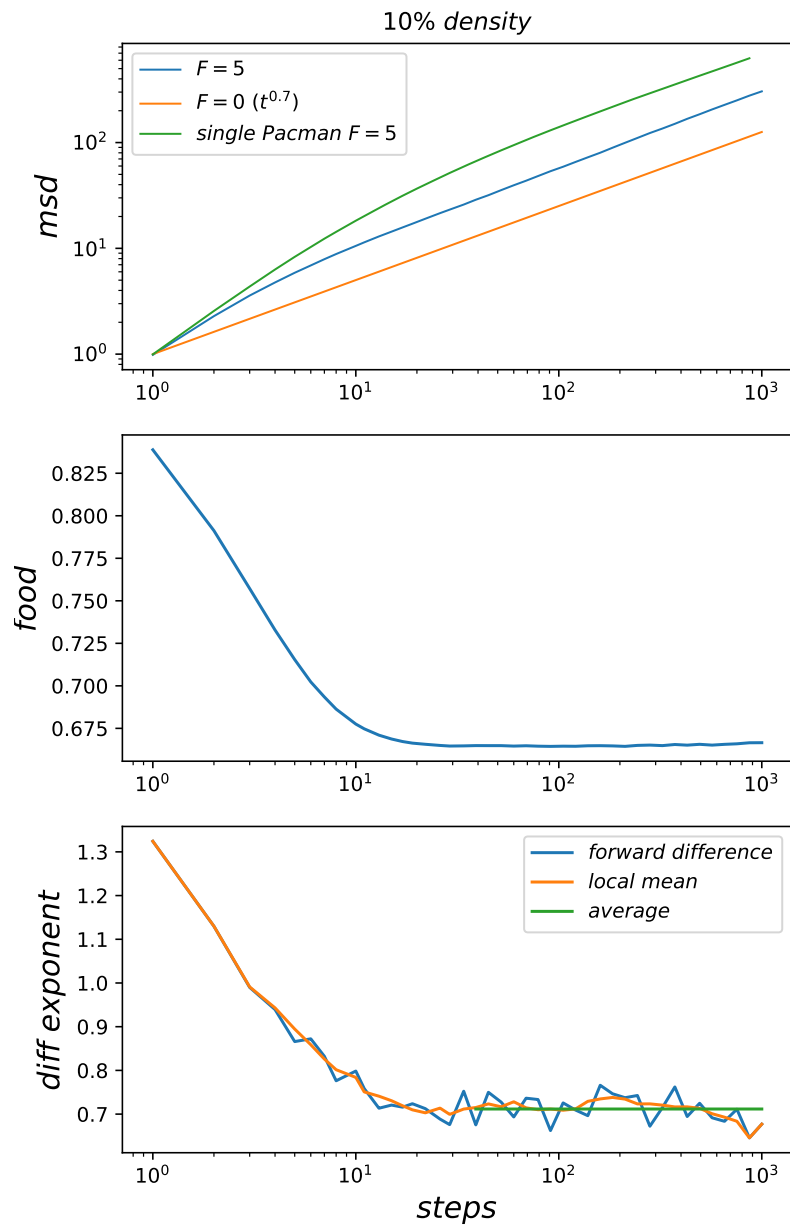 10% density
F = 5
F = 0 (t^0.7)
single Pacman F = 5
msd
10^2
10^1
10^0
10^0
10^1
10^2
10^3
food
0.825
0.800
0.775
0.750
0.725
0.700
0.675
10^0
10^1
10^2
10^3
forward difference
local mean
average
diff exponent
1.3
1.2
1.1
1.0
0.9
0.8
0.7
10^0
10^1
10^2
10^3
steps